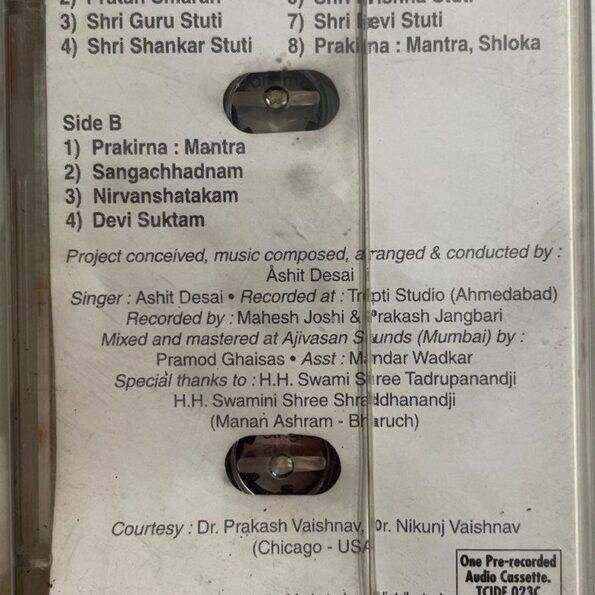 3) Shri Guru Stuti 7) Shri Devi Stuti
4) Shri Shankar Stuti 8) Prakirna : Mantra, Shloka
Side B
1) Prakirna : Mantra
2) Sangachhadnam
3) Nirvanshatakam
4) Devi Suktam
Project conceived, music composed, arranged & conducted by :
Ashit Desai
Singer : Ashit Desai • Recorded at : Tripti Studio (Ahmedabad)
Recorded by : Mahesh Joshi & Prakash Jangbari
Mixed and mastered at Ajivasan Sounds (Mumbai) by :
Pramod Ghaisas • Asst : Mandar Wadkar
Special thanks to : H.H. Swami Shree Tadrupanandji
H.H. Swamini Shree Shraddhanandji
(Manan Ashram - Bharuch)
Courtesy : Dr. Prakash Vaishnav, Dr. Nikunj Vaishnav
(Chicago - USA
One Pre-recorded
Audio Cassette.
TCIDF 023C